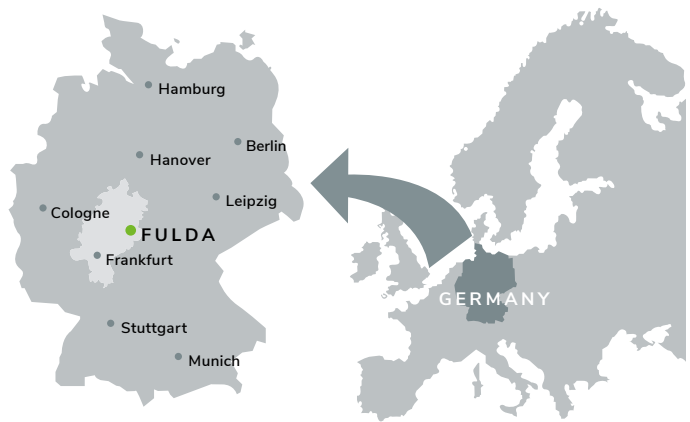 Hamburg
Berlin
Hanover
Leipzig
Cologne
FULDA
Frankfurt
GERMANY
Stuttgart
Munich